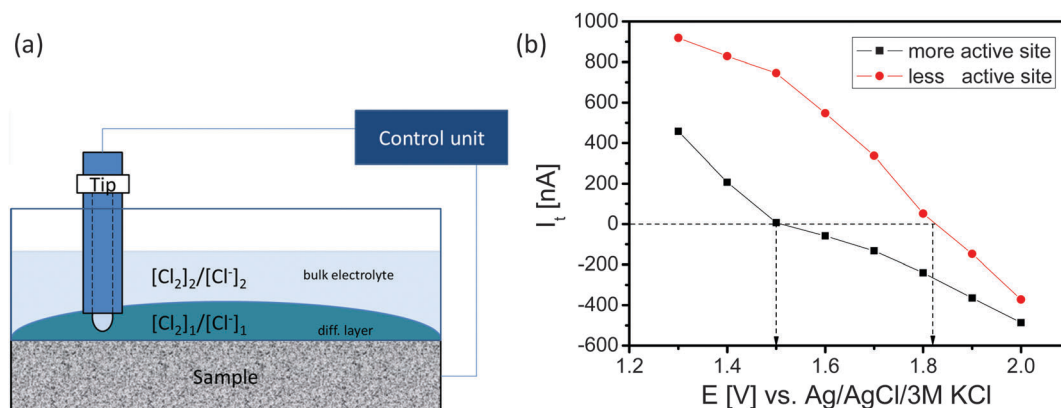 (a)
Control unit
Tip
[Cl₂]₂/[Cl⁻]₂
bulk electrolyte
[Cl₂]₁/[Cl⁻]₁
diff. layer
Sample
(b)
1000
800
600
400
200
0
-200
-400
-600
I_t [nA]
more active site
less active site
1.2 1.4 1.6 1.8 2.0
E [V] vs. Ag/AgCl/3M KCl